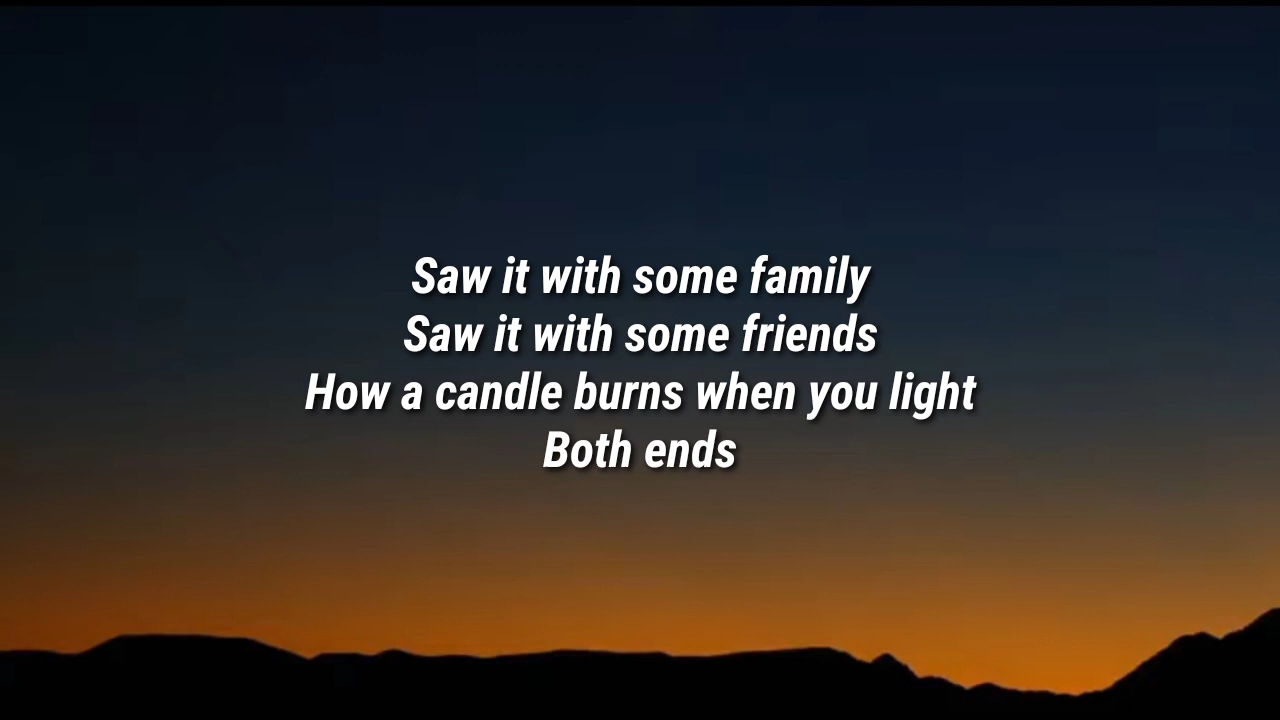 Saw it with some family
Saw it with some friends
How a candle burns when you light
Both ends